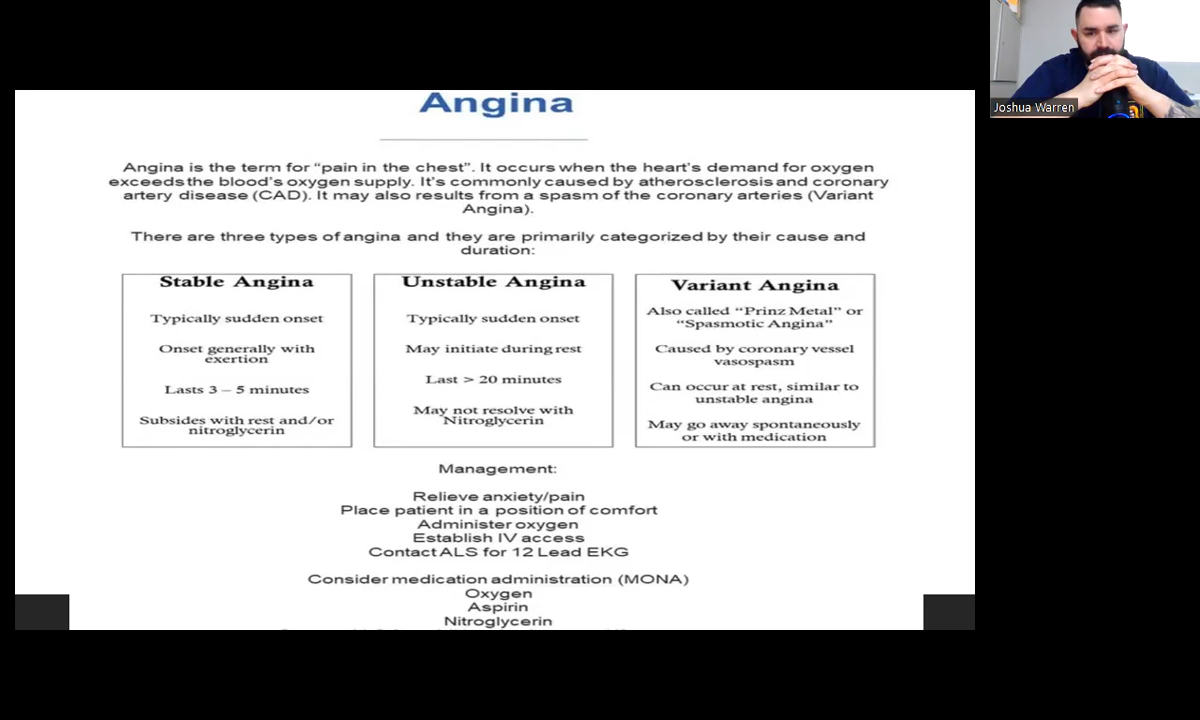 Angina
Angina is the term for “pain in the chest”. It occurs when the heart’s demand for oxygen
exceeds the blood’s oxygen supply. It’s commonly caused by atherosclerosis and coronary
artery disease (CAD). It may also results from a spasm of the coronary arteries (Variant
Angina).
There are three types of angina and they are primarily categorized by their cause and
duration:
Stable Angina
Typically sudden onset
Onset generally with
exertion
Lasts 3 – 5 minutes
Subsides with rest and/or
nitroglycerin
Unstable Angina
Typically sudden onset
May initiate during rest
Last > 20 minutes
May not resolve with
Nitroglycerin
Variant Angina
Also called “Prinz Metal” or
“Spasmotic Angina”
Caused by coronary vessel
vasospasm
Can occur at rest, similar to
unstable angina
May go away spontaneously
or with medication
Management:
Relieve anxiety/pain
Place patient in a position of comfort
Administer oxygen
Establish IV access
Contact ALS for 12 Lead EKG
Consider medication administration (MONA)
Oxygen
Aspirin
Nitroglycerin
Joshua Warren